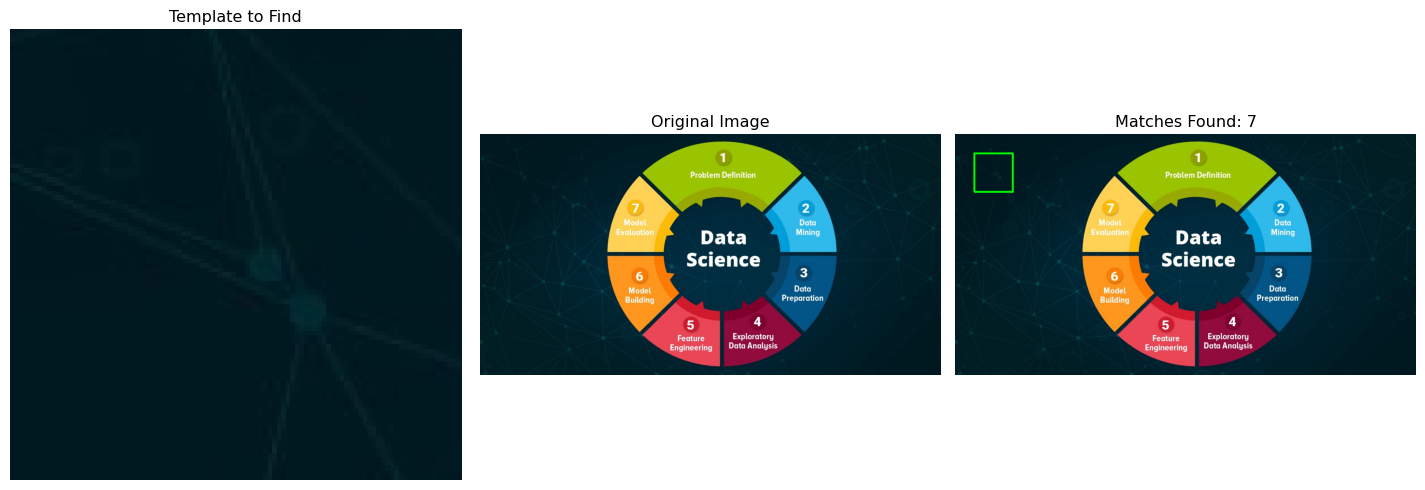 Template to Find
Original Image
1
Problem Definition
2
Data
Mining
3
Data
Preparation
4
Exploratory
Data Analysis
5
Feature
Engineering
6
Model
Building
7
Model
Evaluation
Data
Science
Matches Found: 7
1
Problem Definition
2
Data
Mining
3
Data
Preparation
4
Exploratory
Data Analysis
5
Feature
Engineering
6
Model
Building
7
Model
Evaluation
Data
Science